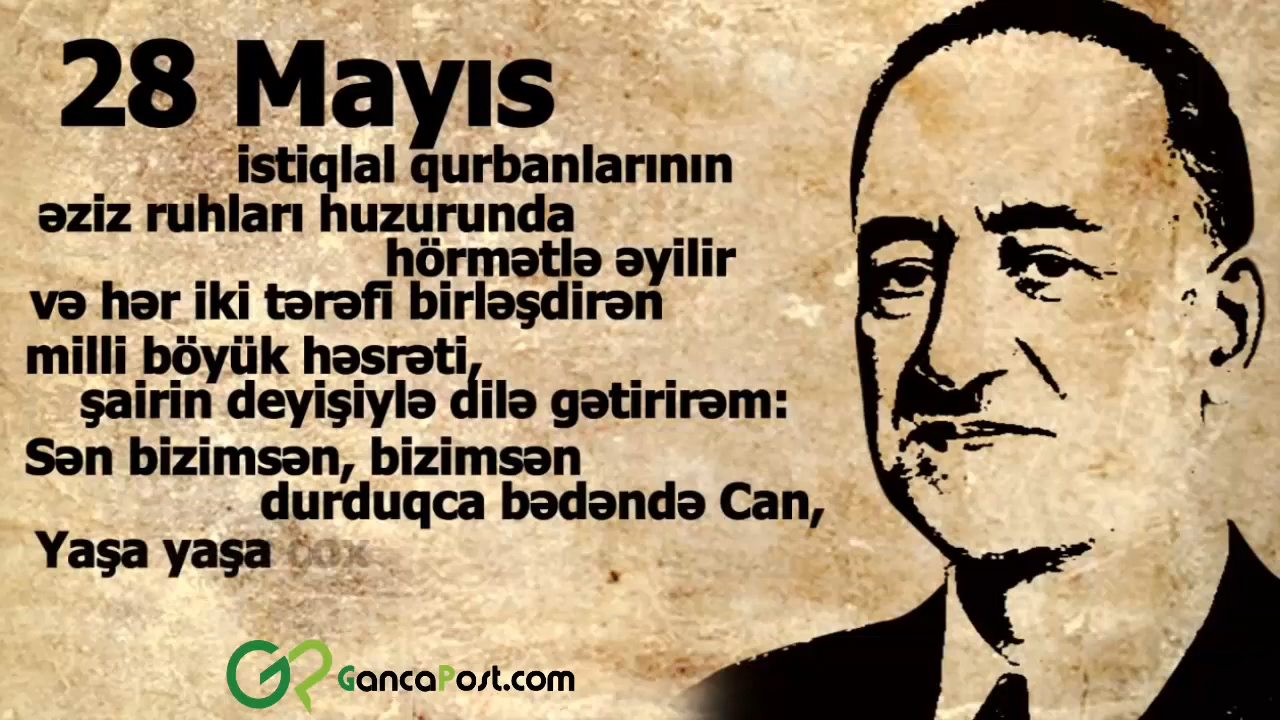 28 Mayıs
istiqlal qurbanlarının
əziz ruhları huzurunda
hörmətlə əyilir
və hər iki tərəfi birləşdirən
milli böyük həsrəti,
şairin deyişiylə dilə gətirirəm:
Sən bizimsən, bizimsən
durduqca bədəndə Can,
Yaşa yaşa
GancaPost.com